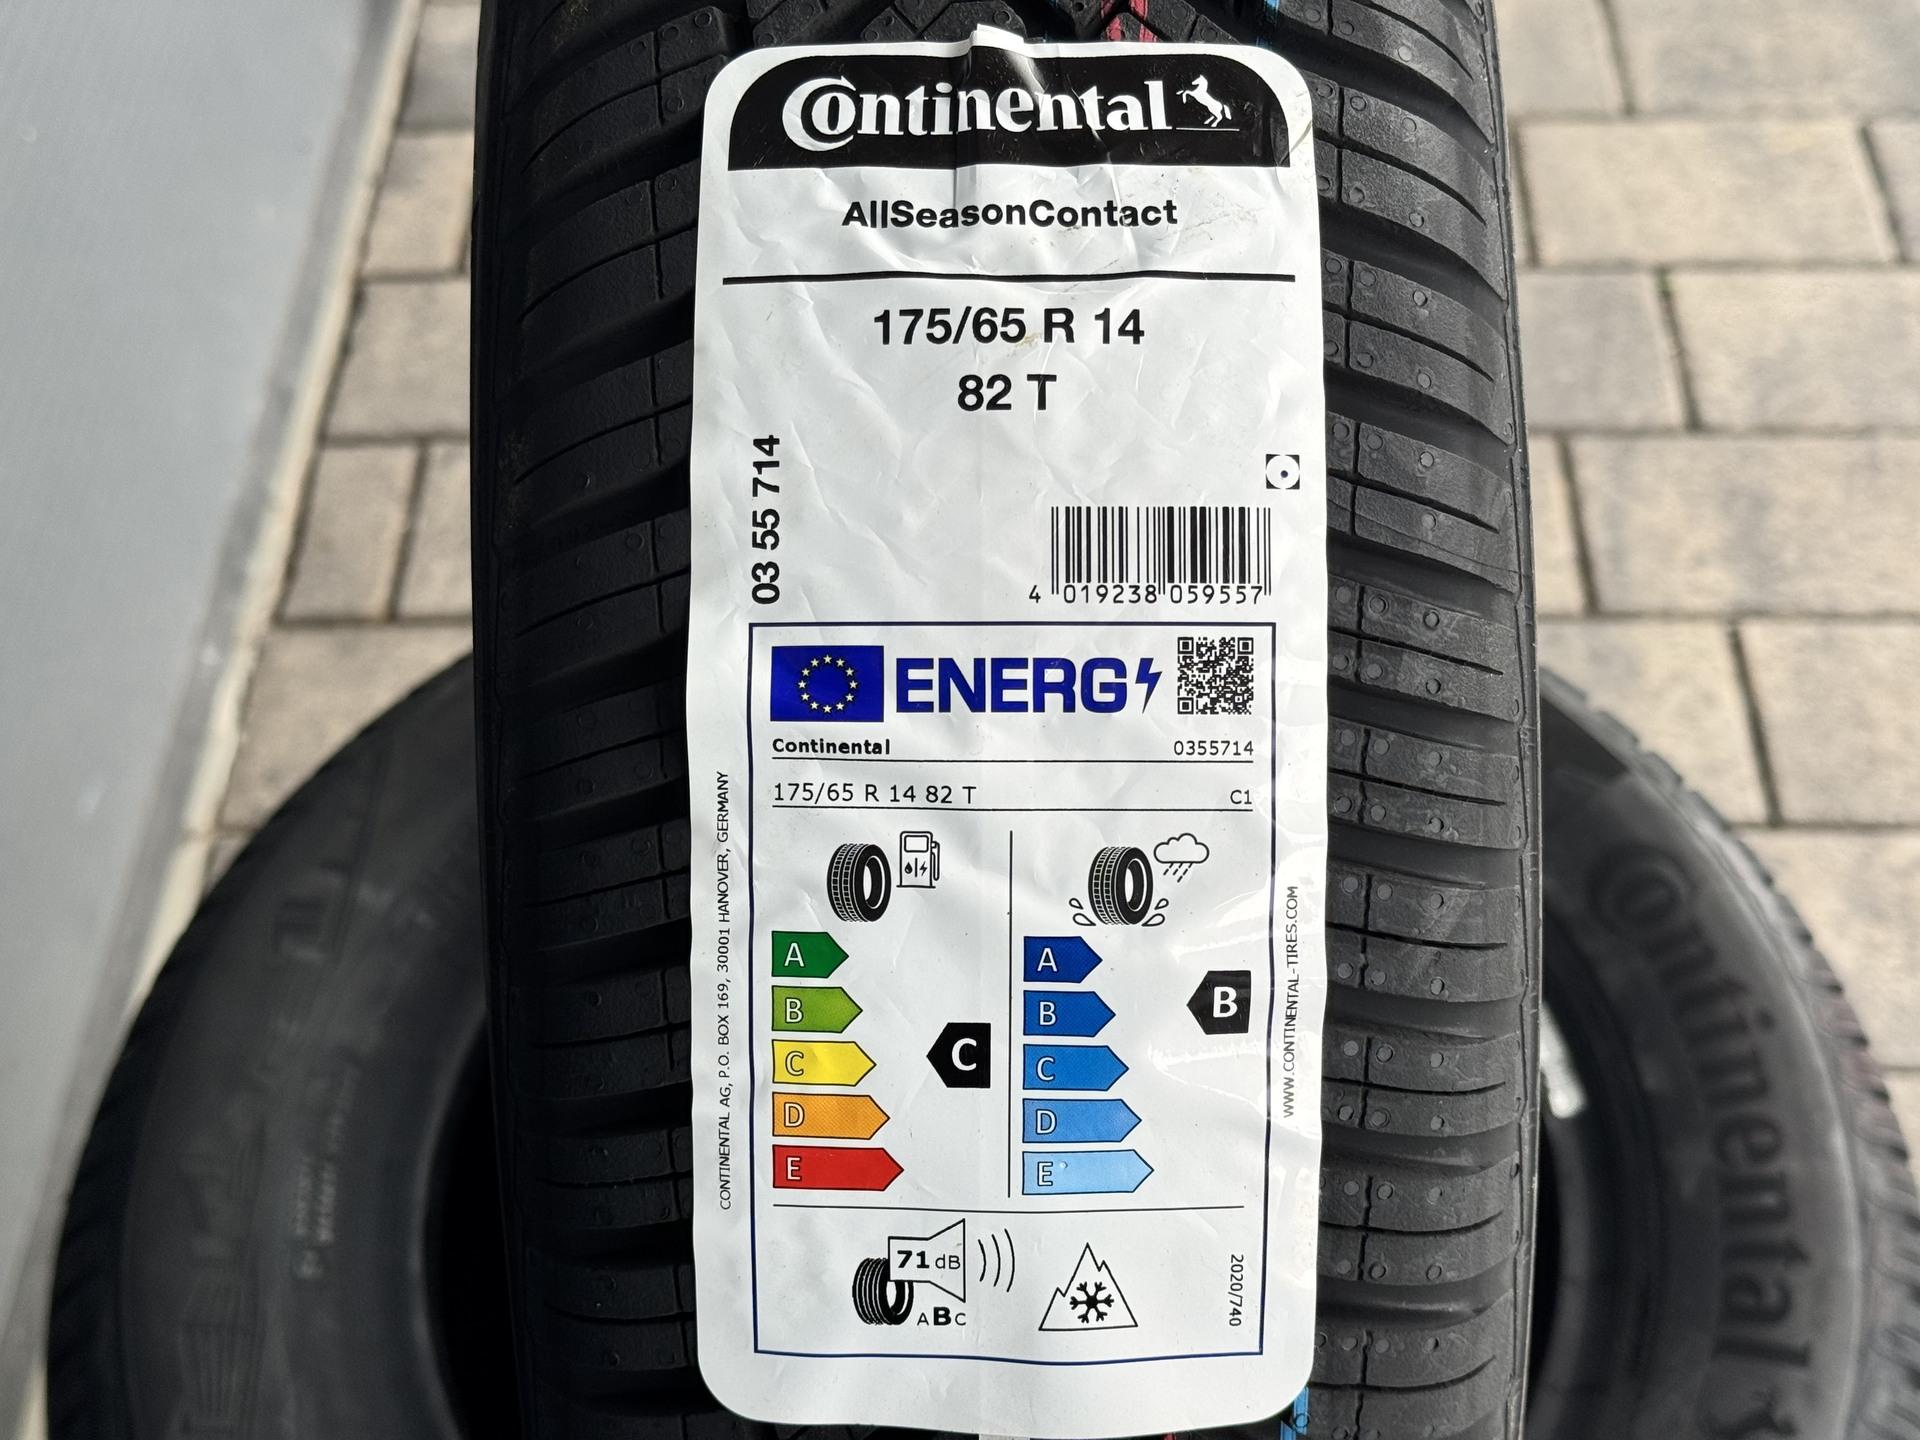 Continental
AllSeasonContact
175/65 R 14
82 T
03 55 714
4 019238 059557
ENERG
Continental 0355714
175/65 R 14 82 T C1
A
B
C
D
E
C
A
B
C
D
E
B
71 dB
ABC
2020/740
CONTINENTAL AG, P.O. BOX 169, 30001 HANOVER, GERMANY
WWW.CONTINENTAL-TIRES.COM
Continental